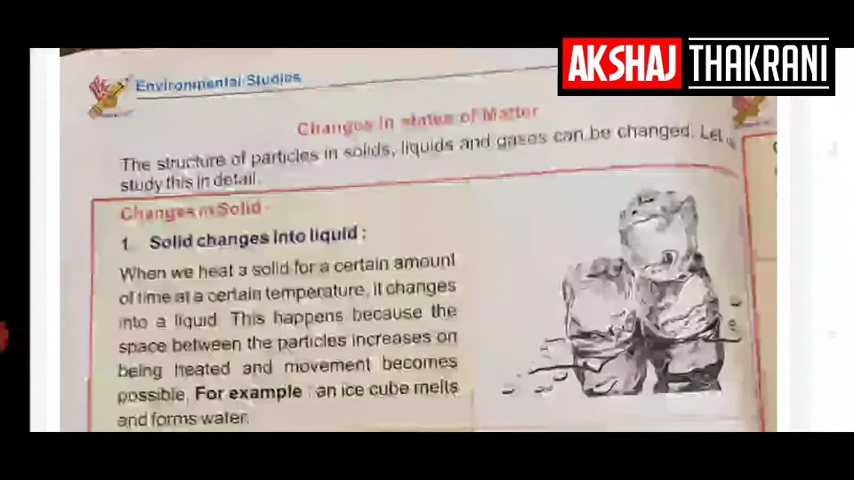 AKSHAJ THAKRANI
Environmental Studies
Changes in states of Matter
The structure of particles in solids, liquids and gases can be changed. Let us
study this in detail.
Changes in Solid -
1. Solid changes into liquid :
When we heat a solid for a certain amount
of time at a certain temperature, it changes
into a liquid. This happens because the
space between the particles increases on
being heated and movement becomes
possible. For example : an ice cube melts
and forms water.